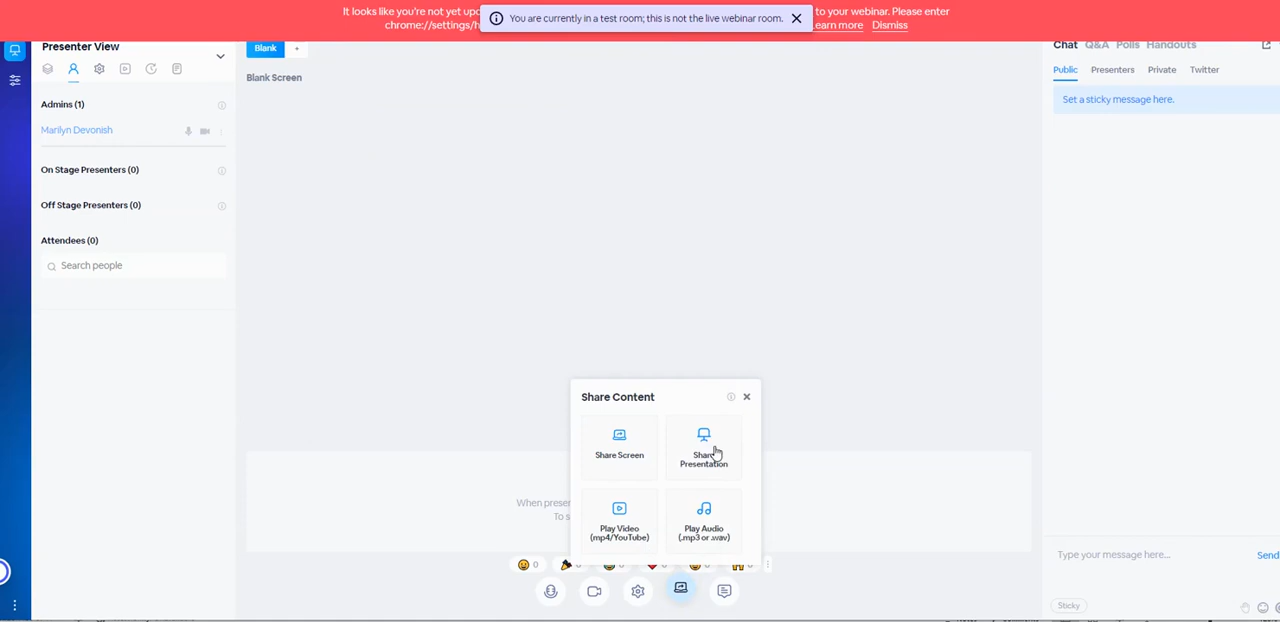 It looks like you're not yet up
to your webinar. Please enter
chrome://settings/h
earn more
Dismiss
You are currently in a test room; this is not the live webinar room.
Presenter View
Admins (1)
Marilyn Devonish
On Stage Presenters (0)
Off Stage Presenters (0)
Attendees (0)
Search people
Blank
+
Blank Screen
When presen
To s
Share Content
Share Screen
Share
Presentation
Play Video
(mp4/YouTube)
Play Audio
(.mp3 or .wav)
0
0
Chat Q&A Polls Handouts
Public Presenters Private Twitter
Set a sticky message here.
Type your message here...
Send
Sticky